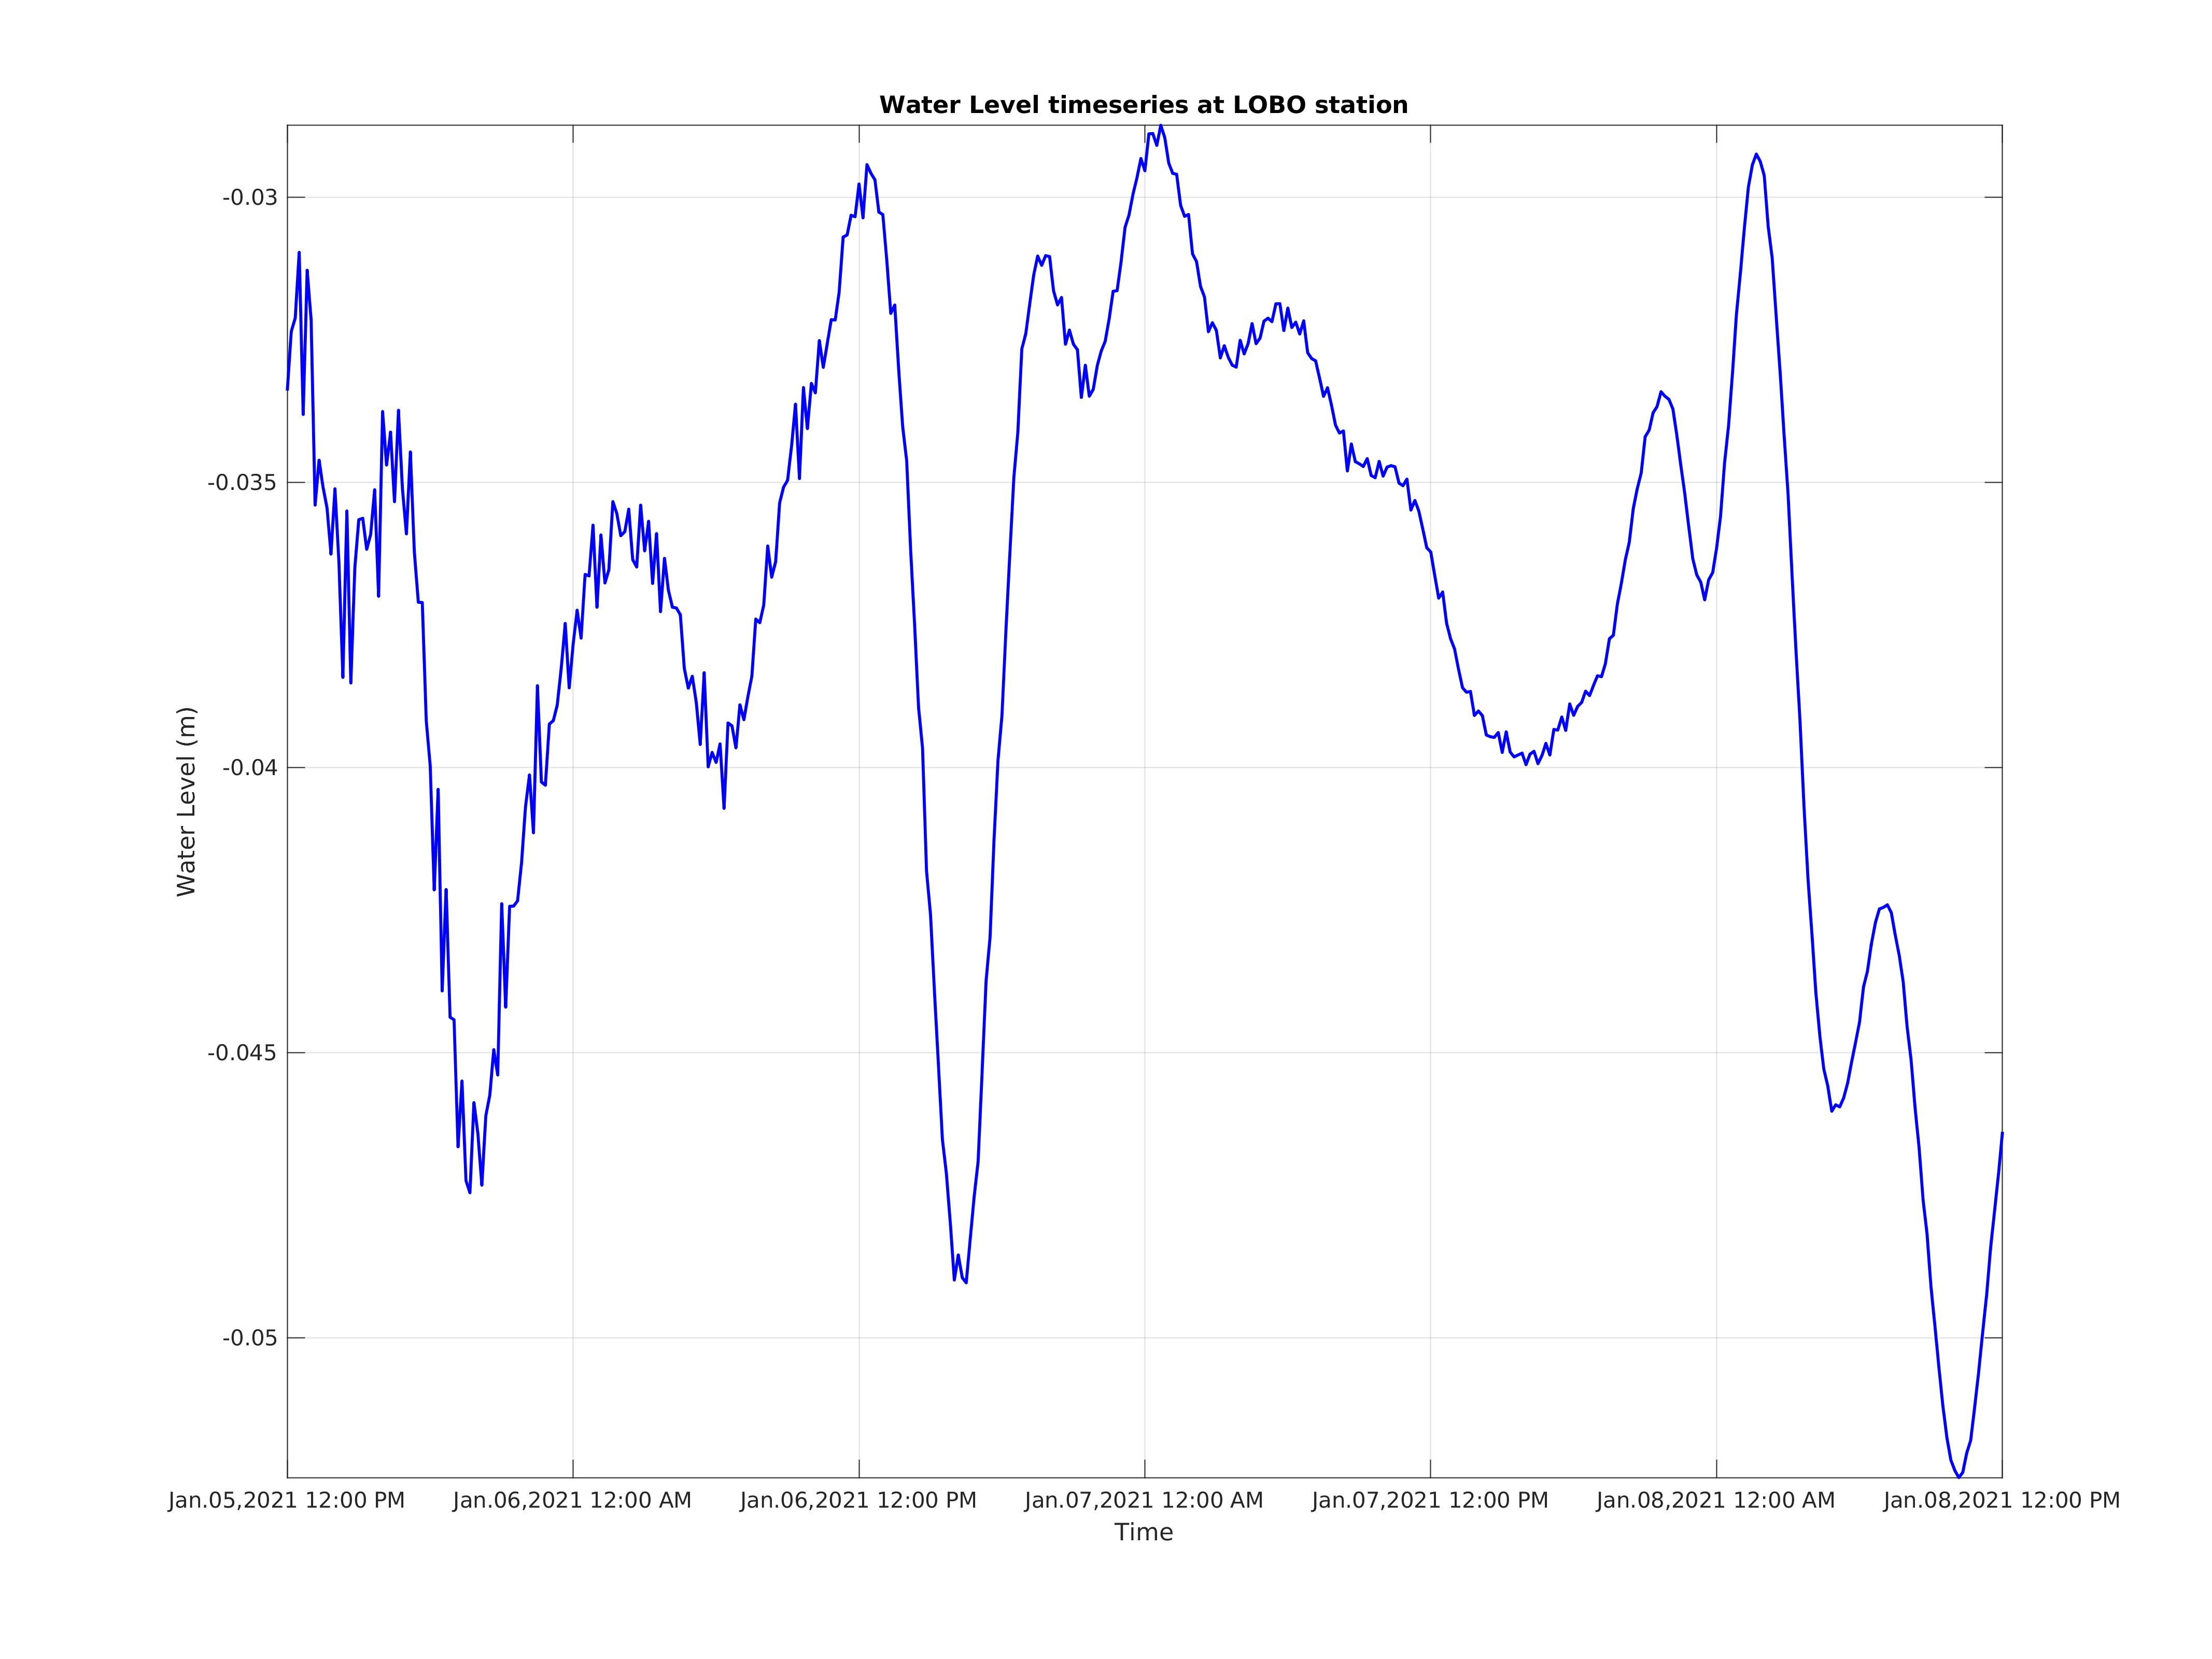 Water Level timeseries at LOBO station
-0.03
-0.035
-0.04
-0.045
-0.05
Water Level (m)
Jan.05,2021 12:00 PM Jan.06,2021 12:00 AM Jan.06,2021 12:00 PM Jan.07,2021 12:00 AM Jan.07,2021 12:00 PM Jan.08,2021 12:00 AM Jan.08,2021 12:00 PM
Time